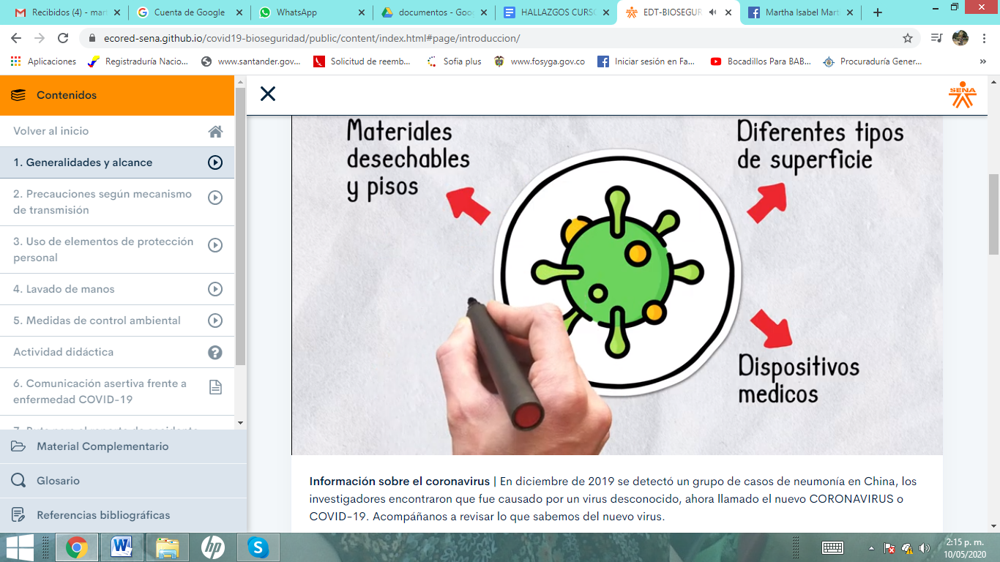 Recibidos (4) - mar
Cuenta de Google
WhatsApp
documentos - Goo
HALLAZGOS CURS
EDT-BIOSEGUR
Martha Isabel Mart
ecored-sena.github.io/covid19-bioseguridad/public/content/index.html#page/introduccion/
Aplicaciones
Registraduría Nacio...
www.santander.gov...
Solicitud de reemb...
Sofia plus
www.fosyga.gov.co
Iniciar sesión en Fa...
Bocadillos Para BAB...
Procuraduría Gener...
»
Contenidos
Volver al inicio
1. Generalidades y alcance
2. Precauciones según mecanismo
de transmisión
3. Uso de elementos de protección
personal
4. Lavado de manos
5. Medidas de control ambiental
Actividad didáctica
6. Comunicación asertiva frente a
enfermedad COVID-19
Material Complementario
Glosario
Referencias bibliográficas
SENA
Materiales
desechables
y pisos
Diferentes tipos
de superficie
Dispositivos
medicos
Información sobre el coronavirus | En diciembre de 2019 se detectó un grupo de casos de neumonía en China, los
investigadores encontraron que fue causado por un virus desconocido, ahora llamado el nuevo CORONAVIRUS o
COVID-19. Acompáñanos a revisar lo que sabemos del nuevo virus.
2:15 p. m.
10/05/2020